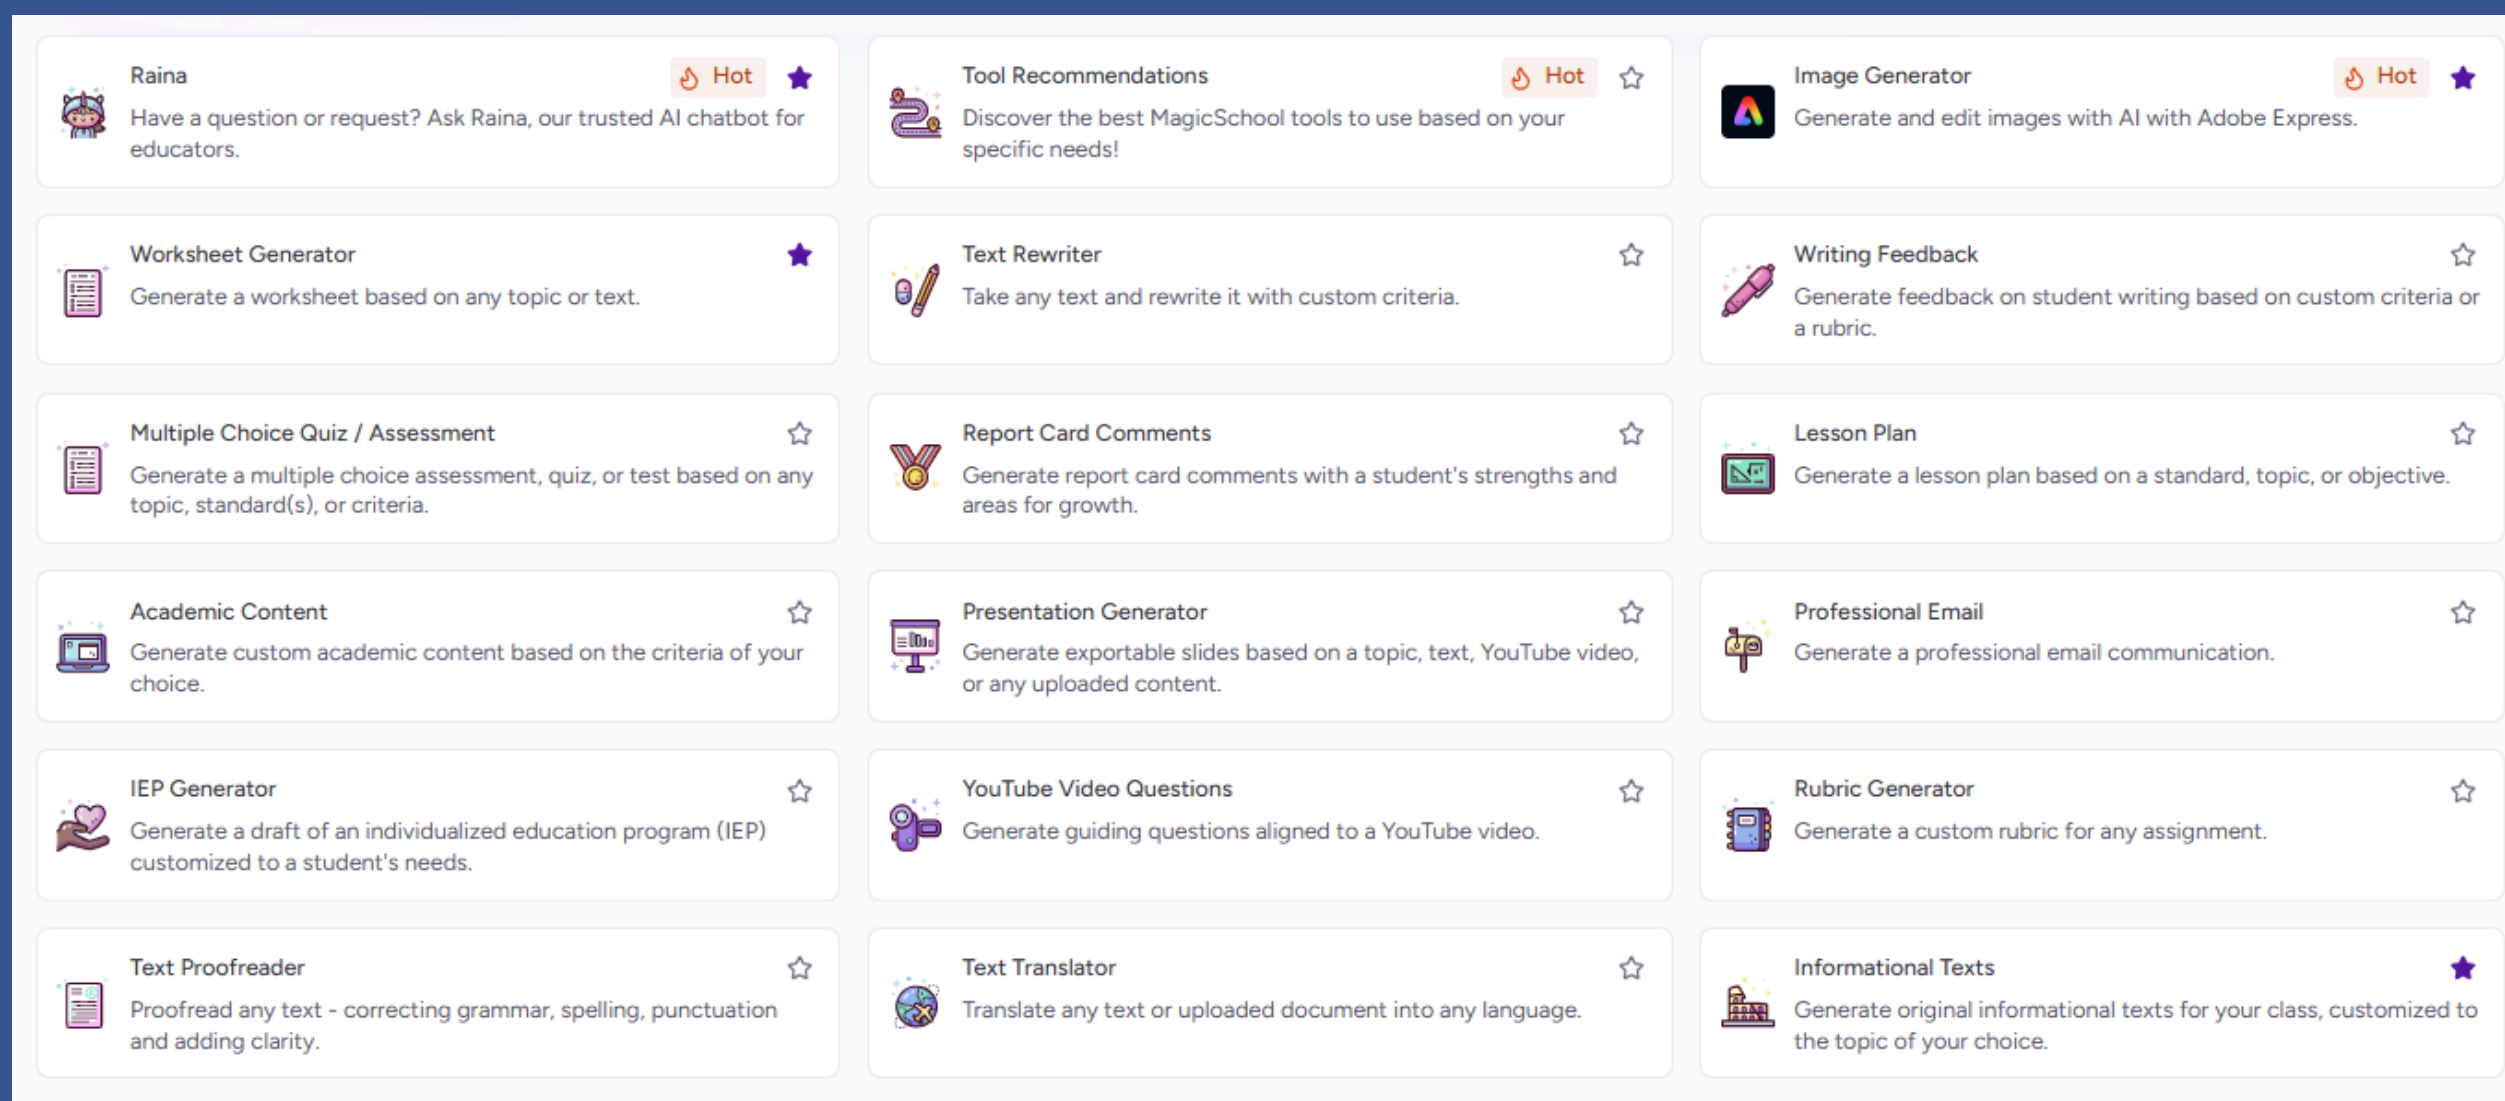 Raina
Hot
Have a question or request? Ask Raina, our trusted AI chatbot for
educators.
Tool Recommendations
Hot
Discover the best MagicSchool tools to use based on your
specific needs!
Image Generator
Hot
Generate and edit images with AI with Adobe Express.
Worksheet Generator
Generate a worksheet based on any topic or text.
Text Rewriter
Take any text and rewrite it with custom criteria.
Writing Feedback
Generate feedback on student writing based on custom criteria or
a rubric.
Multiple Choice Quiz / Assessment
Generate a multiple choice assessment, quiz, or test based on any
topic, standard(s), or criteria.
Report Card Comments
Generate report card comments with a student's strengths and
areas for growth.
Lesson Plan
Generate a lesson plan based on a standard, topic, or objective.
Academic Content
Generate custom academic content based on the criteria of your
choice.
Presentation Generator
Generate exportable slides based on a topic, text, YouTube video,
or any uploaded content.
Professional Email
Generate a professional email communication.
IEP Generator
Generate a draft of an individualized education program (IEP)
customized to a student's needs.
YouTube Video Questions
Generate guiding questions aligned to a YouTube video.
Rubric Generator
Generate a custom rubric for any assignment.
Text Proofreader
Proofread any text - correcting grammar, spelling, punctuation
and adding clarity.
Text Translator
Translate any text or uploaded document into any language.
Informational Texts
Generate original informational texts for your class, customized to
the topic of your choice.